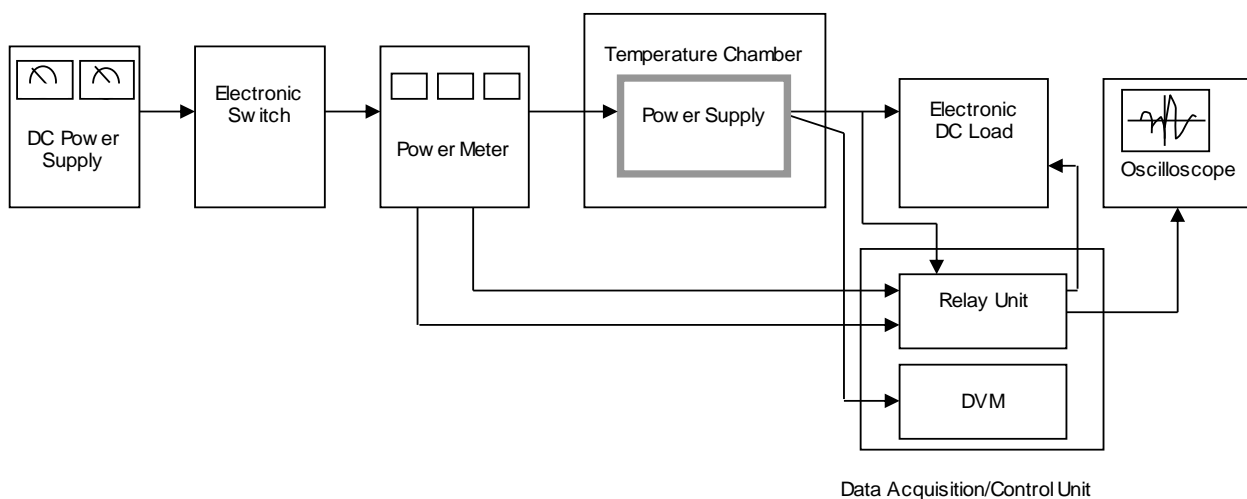 DC Power
Supply
Electronic
Switch
Power Meter
Temperature Chamber
Power Supply
Electronic
DC Load
Oscilloscope
Relay Unit
DVM
Data Acquisition/Control Unit